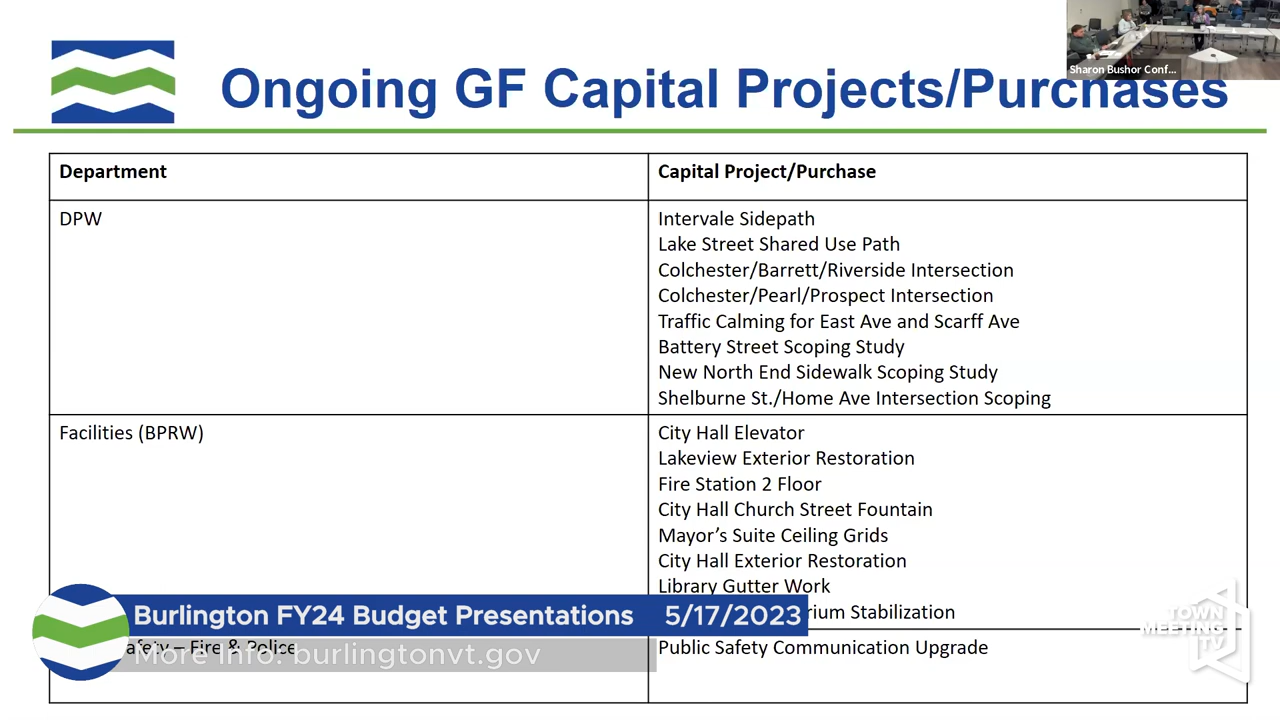 Sharon Bushor Conf...
Ongoing GF Capital Projects/Purchases
Department
Capital Project/Purchase
DPW
Intervale Sidepath
Lake Street Shared Use Path
Colchester/Barrett/Riverside Intersection
Colchester/Pearl/Prospect Intersection
Traffic Calming for East Ave and Scarff Ave
Battery Street Scoping Study
New North End Sidewalk Scoping Study
Shelburne St./Home Ave Intersection Scoping
Facilities (BPRW)
City Hall Elevator
Lakeview Exterior Restoration
Fire Station 2 Floor
City Hall Church Street Fountain
Mayor's Suite Ceiling Grids
City Hall Exterior Restoration
Library Gutter Work
Stabilization
Fire & Police
Public Safety Communication Upgrade
Burlington FY24 Budget Presentations 5/17/2023
More info: burlingtonvt.gov
TOWN
MEETING
TV